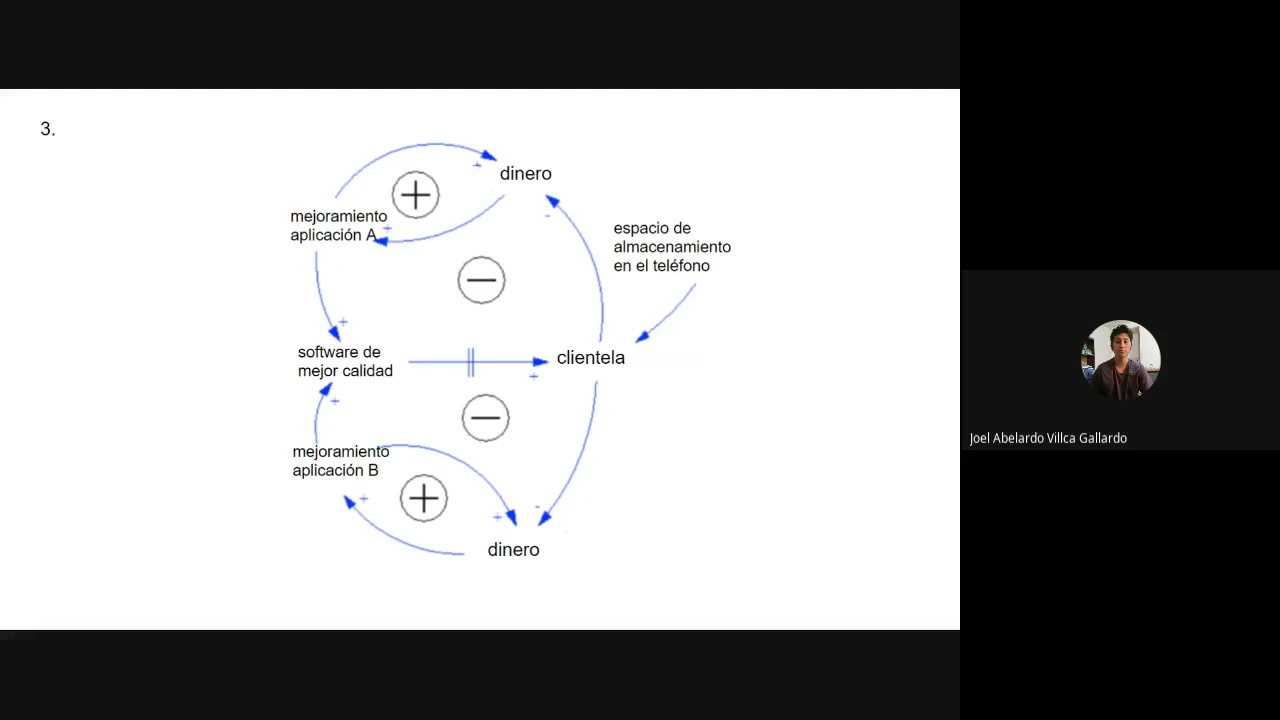 3.
dinero
mejoramiento
aplicación A
espacio de
almacenamiento
en el teléfono
software de
mejor calidad
clientela
mejoramiento
aplicación B
dinero
Joel Abelardo Villca Gallardo